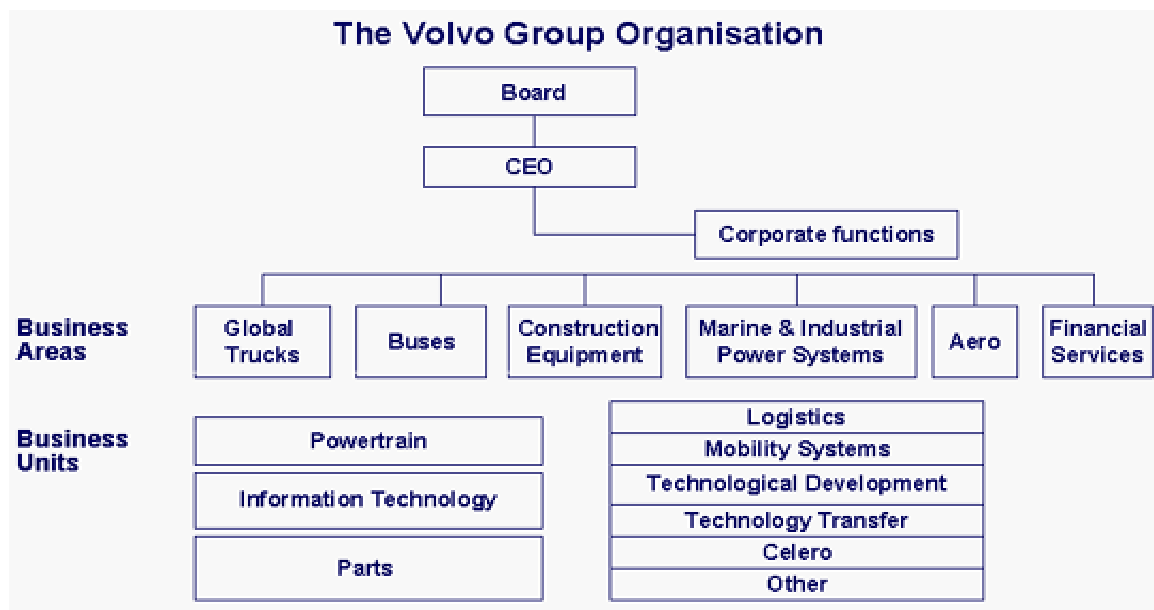 The Volvo Group Organisation
Board
CEO
Corporate functions
Business
Areas
Global
Trucks
Buses
Construction
Equipment
Marine & Industrial
Power Systems
Aero
Financial
Services
Business
Units
Powertrain
Information Technology
Parts
Logistics
Mobility Systems
Technological Development
Technology Transfer
Celero
Other